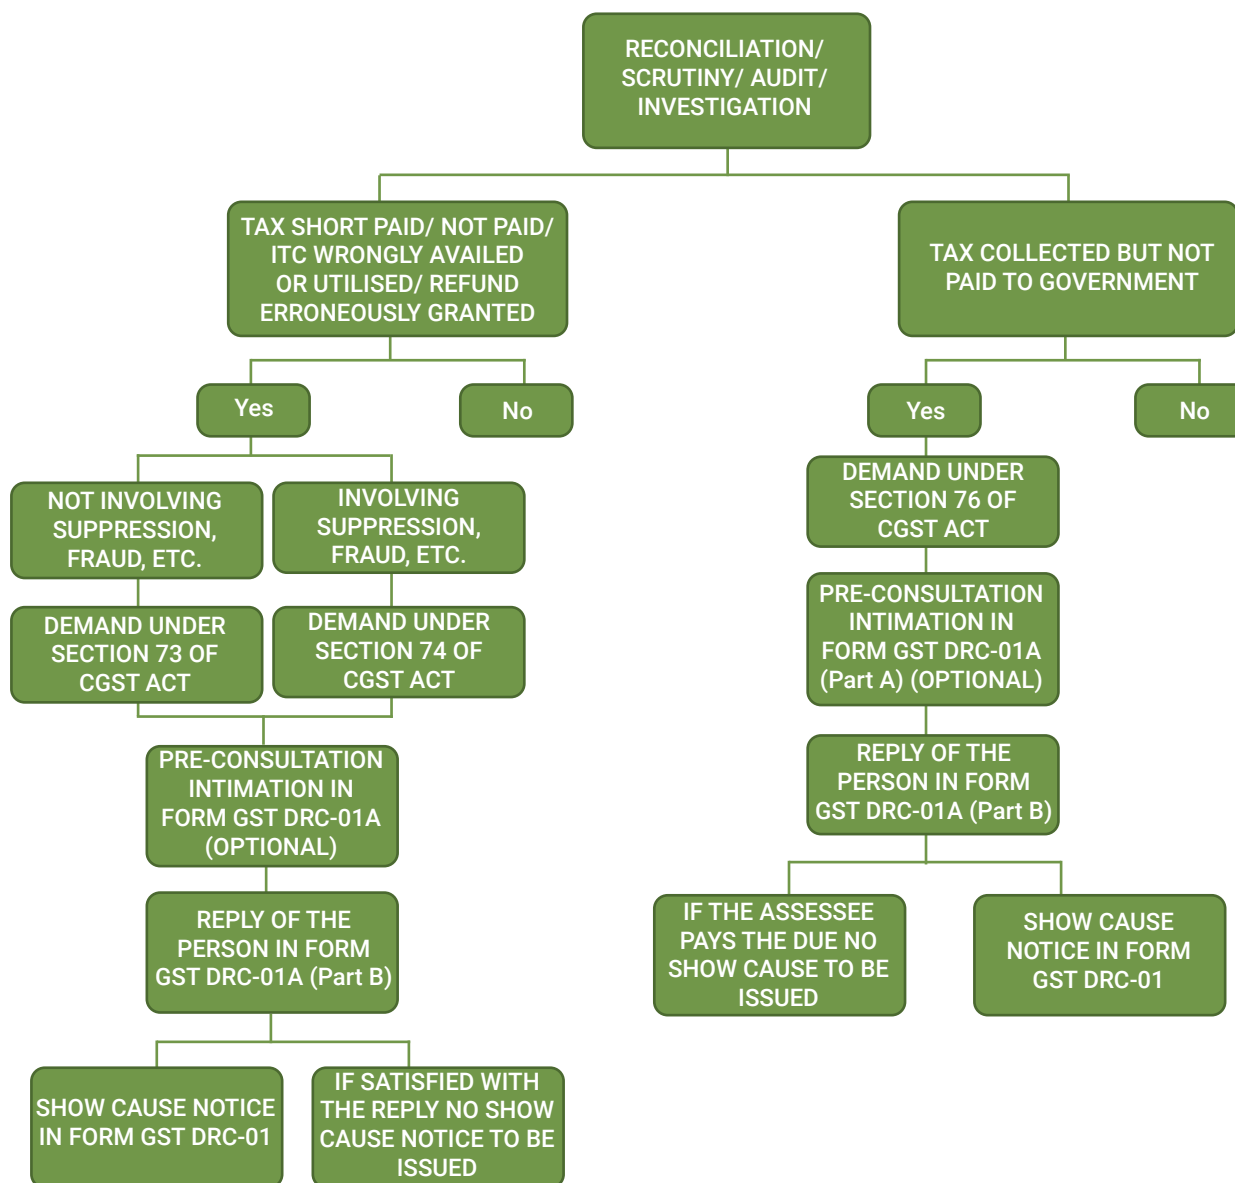 RECONCILIATION/
SCRUTINY/ AUDIT/
INVESTIGATION
TAX SHORT PAID/ NOT PAID/
ITC WRONGLY AVAILED
OR UTILISED/ REFUND
ERRONEOUSLY GRANTED
TAX COLLECTED BUT NOT
PAID TO GOVERNMENT
Yes
No
Yes
No
NOT INVOLVING
SUPPRESSION,
FRAUD, ETC.
INVOLVING
SUPPRESSION,
FRAUD, ETC.
DEMAND UNDER
SECTION 76 OF
CGST ACT
DEMAND UNDER
SECTION 73 OF
CGST ACT
DEMAND UNDER
SECTION 74 OF
CGST ACT
PRE-CONSULTATION
INTIMATION IN
FORM GST DRC-01A
(Part A) (OPTIONAL)
PRE-CONSULTATION
INTIMATION IN
FORM GST DRC-01A
(OPTIONAL)
REPLY OF THE
PERSON IN FORM
GST DRC-01A (Part B)
REPLY OF THE
PERSON IN FORM
GST DRC-01A (Part B)
IF THE ASSESSEE
PAYS THE DUE NO
SHOW CAUSE TO BE
ISSUED
SHOW CAUSE
NOTICE IN FORM
GST DRC-01
SHOW CAUSE NOTICE
IN FORM GST DRC-01
IF SATISFIED WITH
THE REPLY NO SHOW
CAUSE NOTICE TO BE
ISSUED